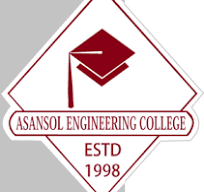 ASANSOL ENGINEERING COLLEGE
ESTD
1998